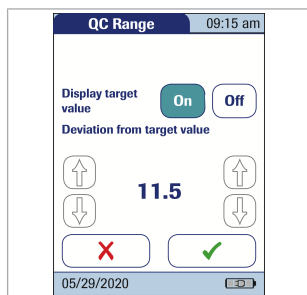 QC Range 09:15 am
Display target
value
On Off
Deviation from target value
11.5
05/29/2020